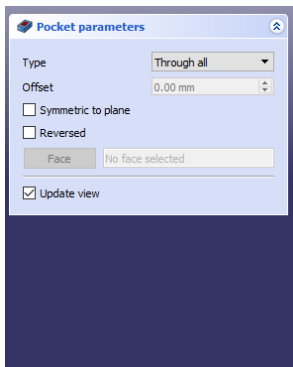 Pocket parameters
Type Through all
Offset 0.00 mm
Symmetric to plane
Reversed
Face No face selected
Update view